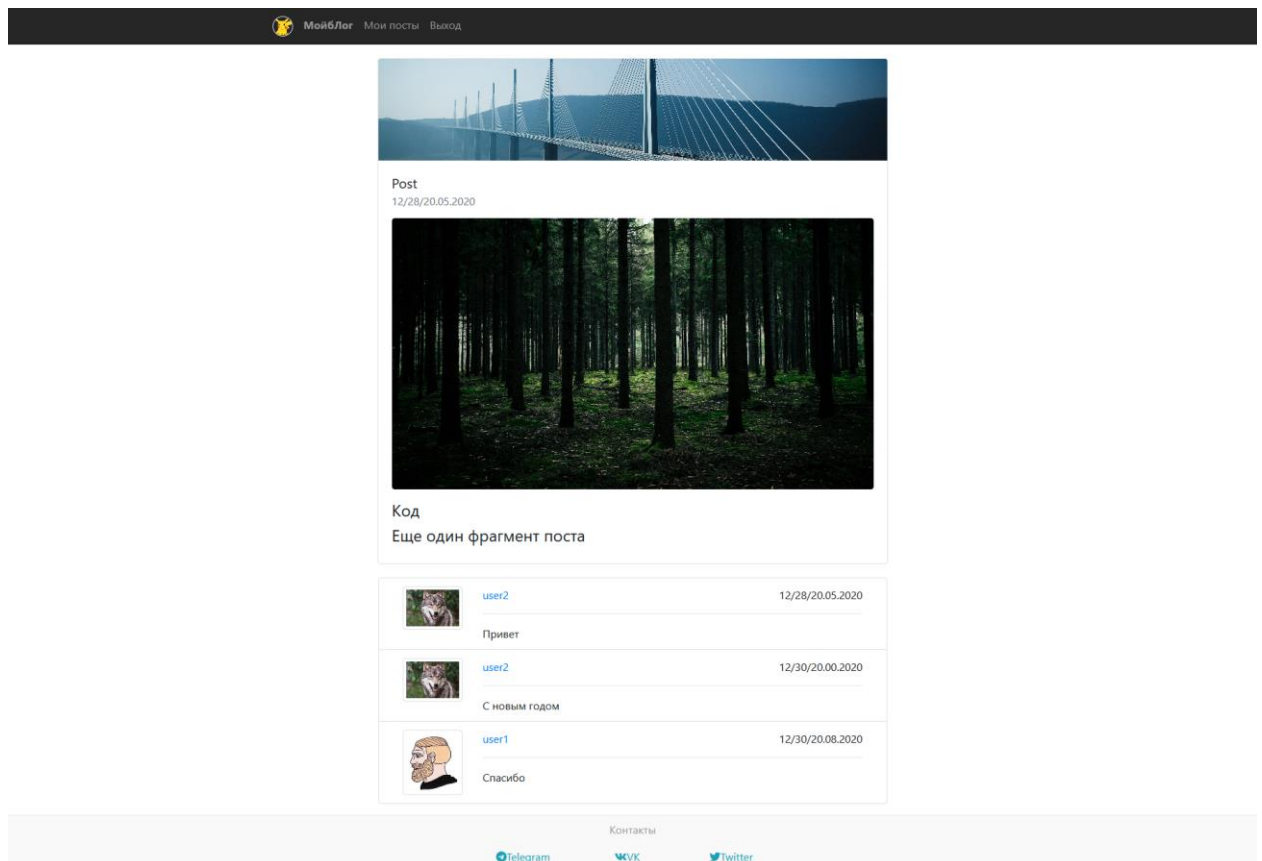 МойбЛог Мои посты Выход
Post
12/28/20.05.2020
Код
Еще один фрагмент поста
user2 12/28/20.05.2020
Привет
user2 12/30/20.00.2020
С новым годом
user1 12/30/20.08.2020
Спасибо
Контакты
Telegram VK Twitter